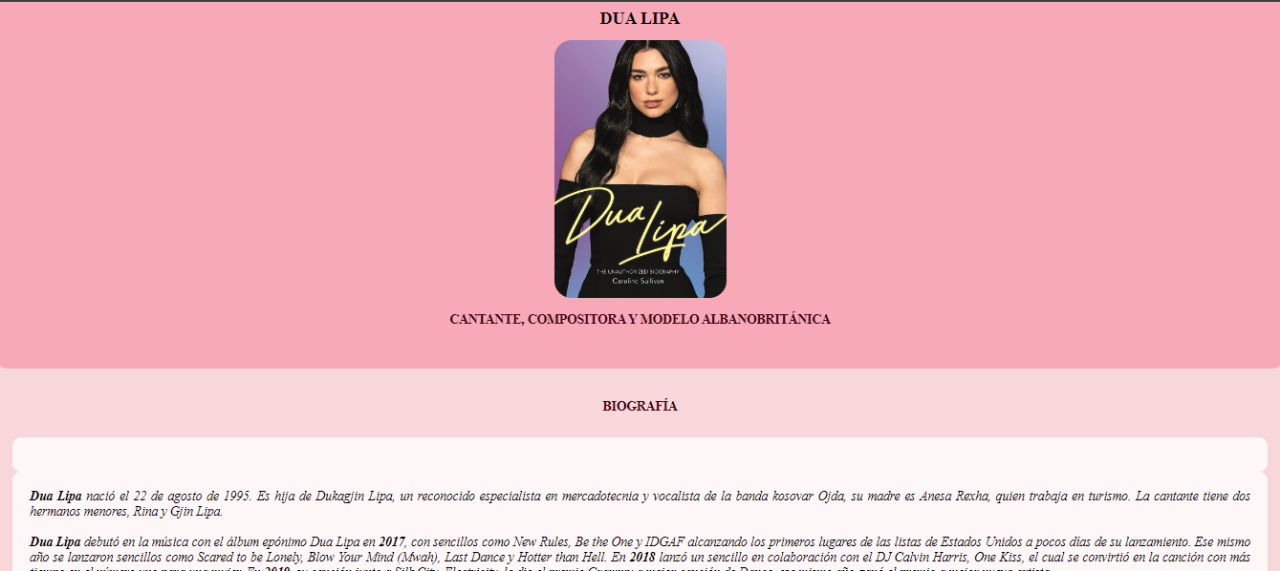 DUA LIPA
Dua Lipa
THE UNAUTHORIZED BIOGRAPHY
Caroline Sullivan
CANTANTE, COMPOSITORA Y MODELO ALBANOBRITÁNICA
BIOGRAFÍA
Dua Lipa nació el 22 de agosto de 1995. Es hija de Dukagjin Lipa, un reconocido especialista en mercadotecnia y vocalista de la banda kosovar Ojda, su madre es Anesa Rexha, quien trabaja en turismo. La cantante tiene dos
hermanos menores, Rina y Gjin Lipa.
Dua Lipa debutó en la música con el álbum epónimo Dua Lipa en 2017, con sencillos como New Rules, Be the One y IDGAF alcanzando los primeros lugares de las listas de Estados Unidos a pocos días de su lanzamiento. Ese mismo
año se lanzaron sencillos como Scared to be Lonely, Blow Your Mind (Mwah), Last Dance y Hotter than Hell. En 2018 lanzó un sencillo en colaboración con el DJ Calvin Harris, One Kiss, el cual se convirtió en la canción con más